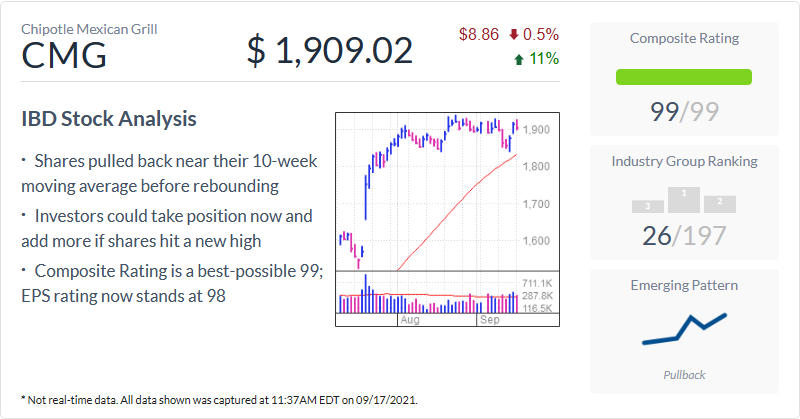 Chipotle Mexican Grill
CMG
$ 1,909.02
$8.86 0.5%
11%
IBD Stock Analysis
· Shares pulled back near their 10-week
moving average before rebounding
· Investors could take position now and
add more if shares hit a new high
· Composite Rating is a best-possible 99;
EPS rating now stands at 98
1,900
1,800
1,700
1,600
711.1K
287.8K
116.5K
Aug
Sep
Composite Rating
99/99
Industry Group Ranking
3 1 2
26/197
Emerging Pattern
Pullback
* Not real-time data. All data shown was captured at 11:37AM EDT on 09/17/2021.